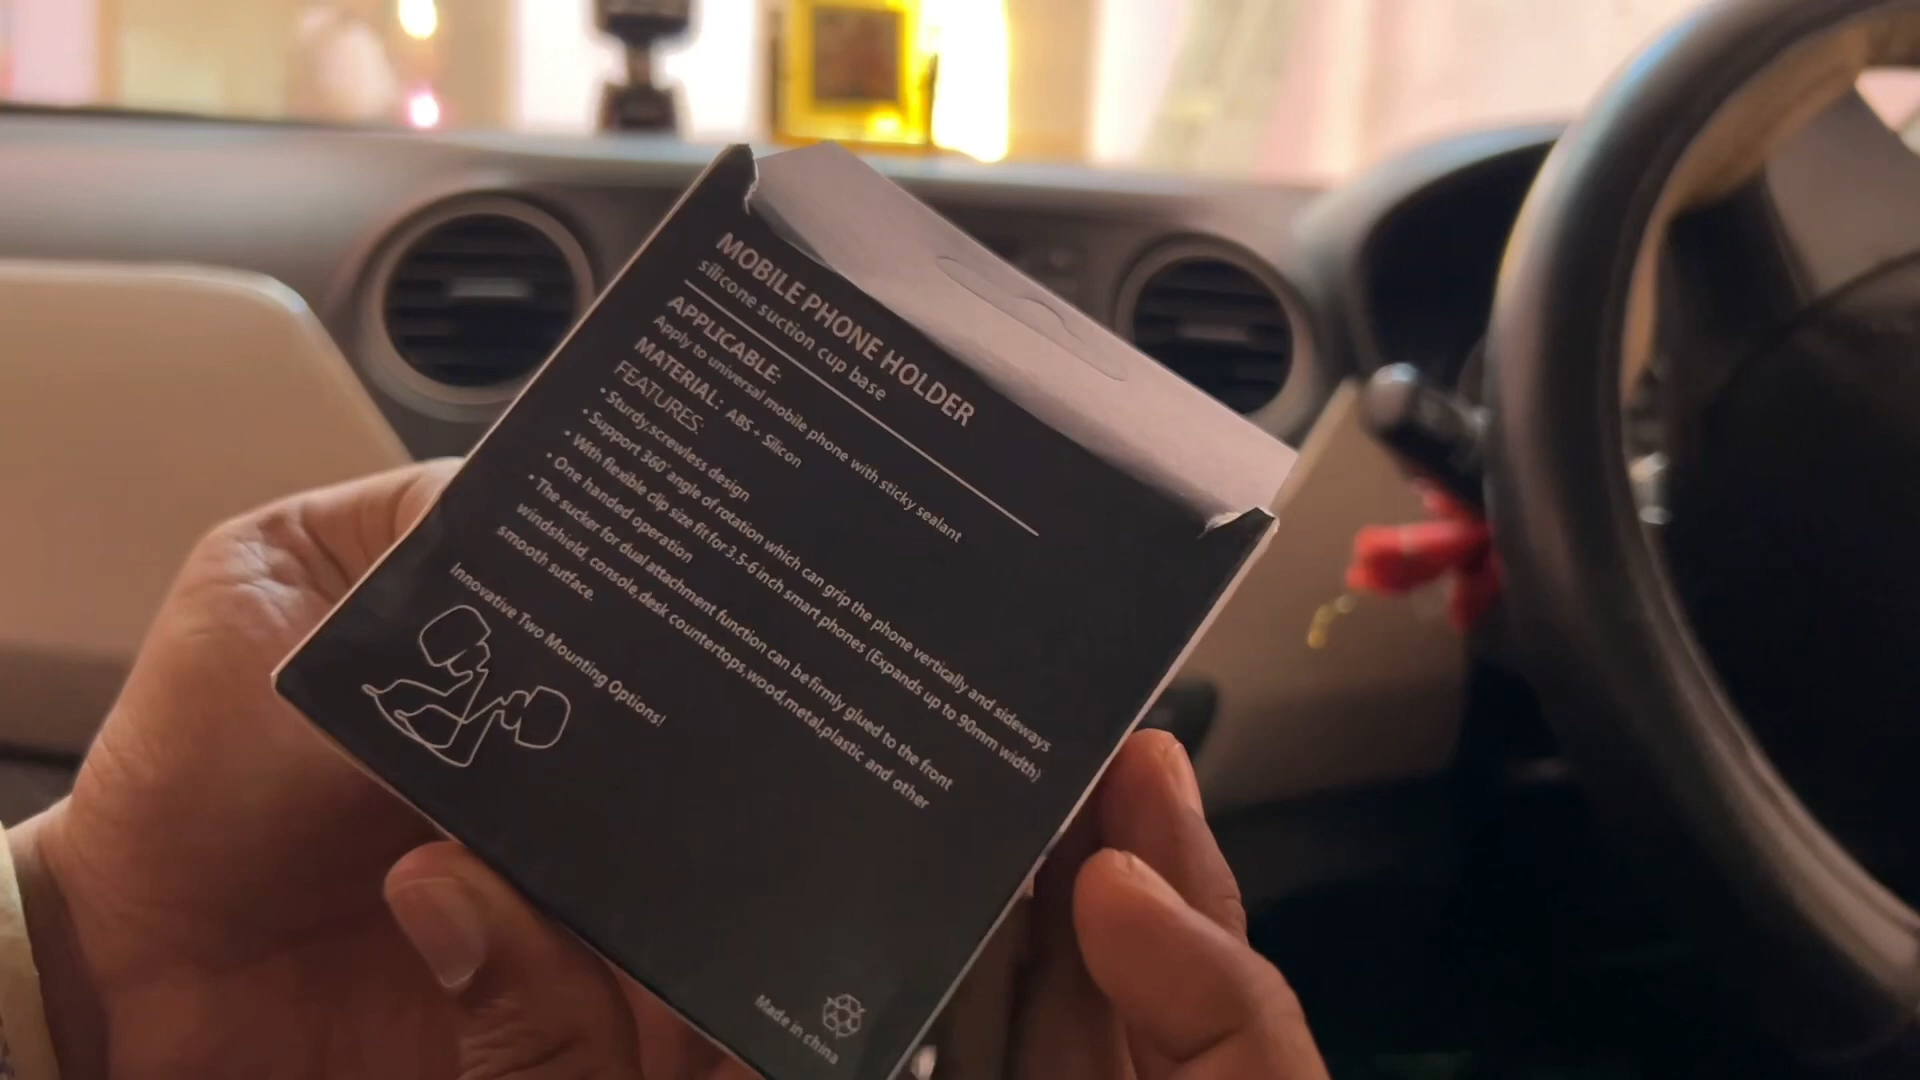 MOBILE PHONE HOLDER
silicone suction cup base
APPLICABLE:
Apply to universal mobile phone with sticky sealant
MATERIAL: ABS + Silicon
FEATURES:
• Sturdy,screwless design
• Support 360° angle of rotation which can grip the phone vertically and sideways
• With flexible clip size fit for 3.5-6 inch smart phones (Expands up to 90mm width)
• One handed operation
• The sucker for dual attachment function can be firmly glued to the front
windshield, console,desk countertops,wood,metal,plastic and other
smooth sutface.
Innovative Two Mounting Options!
Made in china